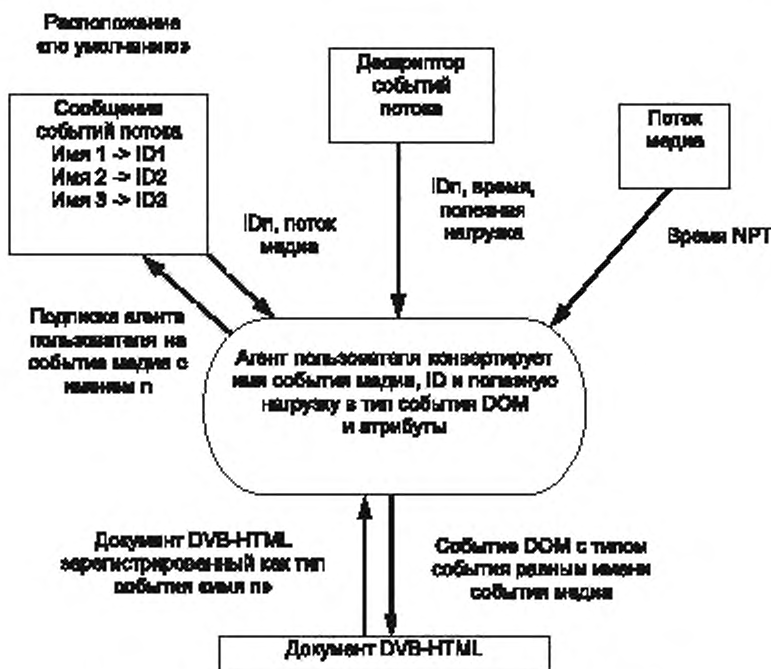 Расположение
«по умолчанию»
Сообщения
событий потока
Имя 1 -> ID1
Имя 2 -> ID2
Имя 3 -> ID3
Дескриптор
событий
потока
Поток
медиа
IDn, поток
медиа
IDn, время,
полезная
нагрузка
Время NPT
Подписка агента
пользователя на
событие медиа с
именем n
Агент пользователя конвертирует
имя события медиа, ID и полезную
нагрузку в тип события DOM
и атрибуты
Документ DVB-HTML
зарегистрированный как тип
события «имя n»
Событие DOM с типом
события равным имени
события медиа
Документ DVB-HTML